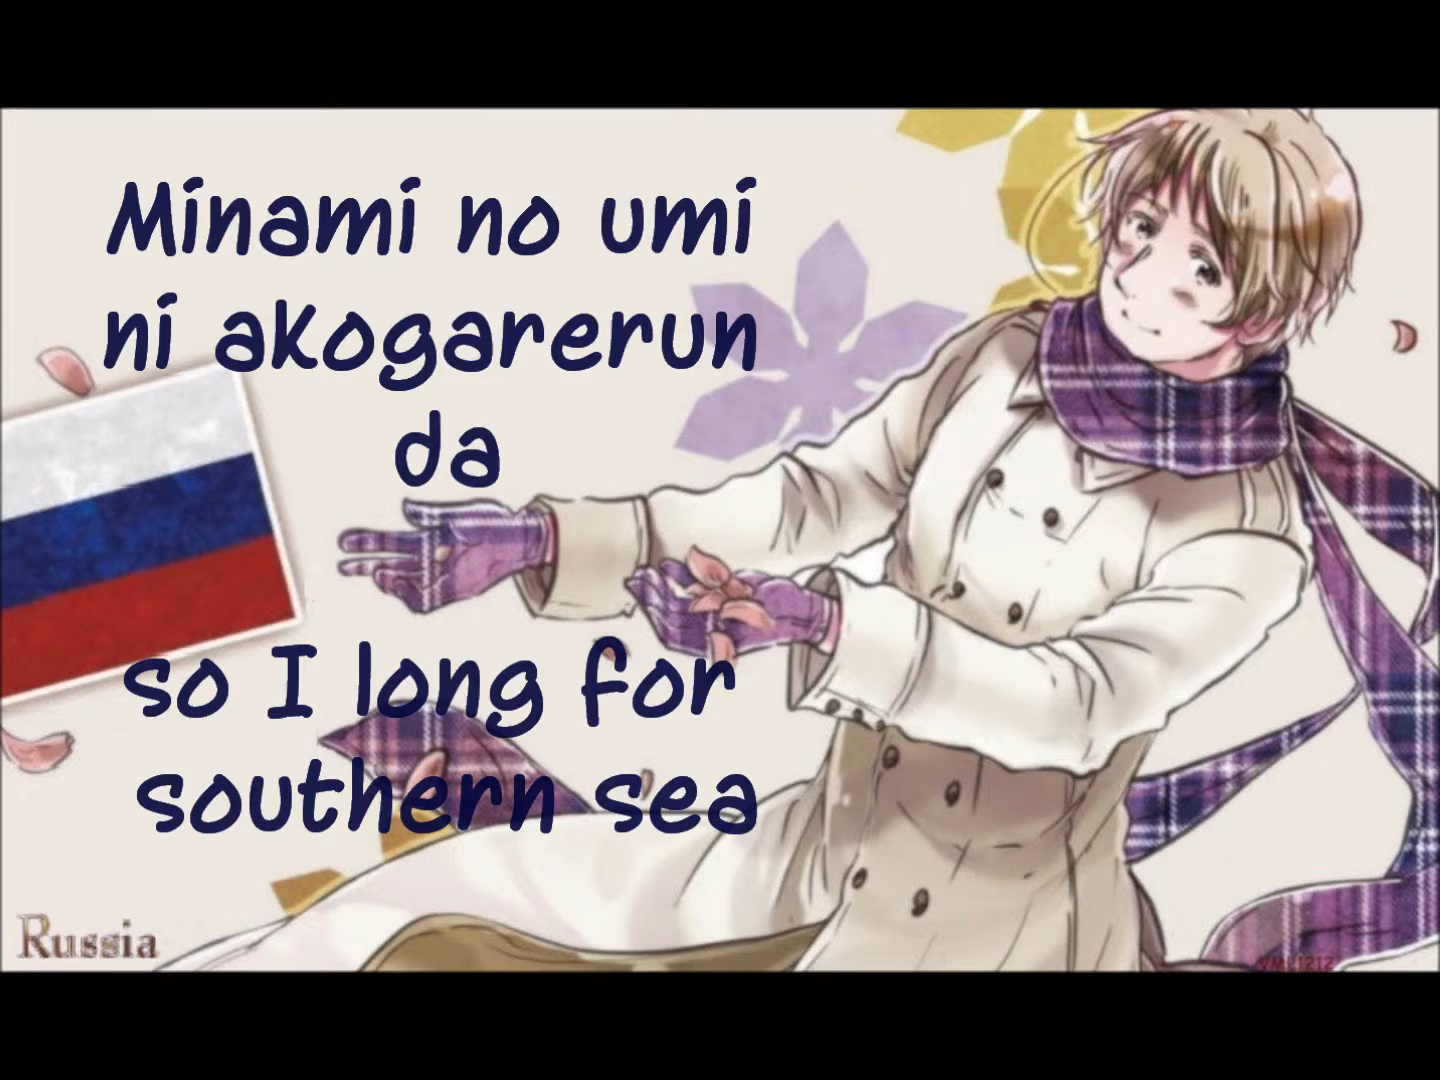 Minami no umi
ni akogarerun
da
so I long for
southern sea
Russia